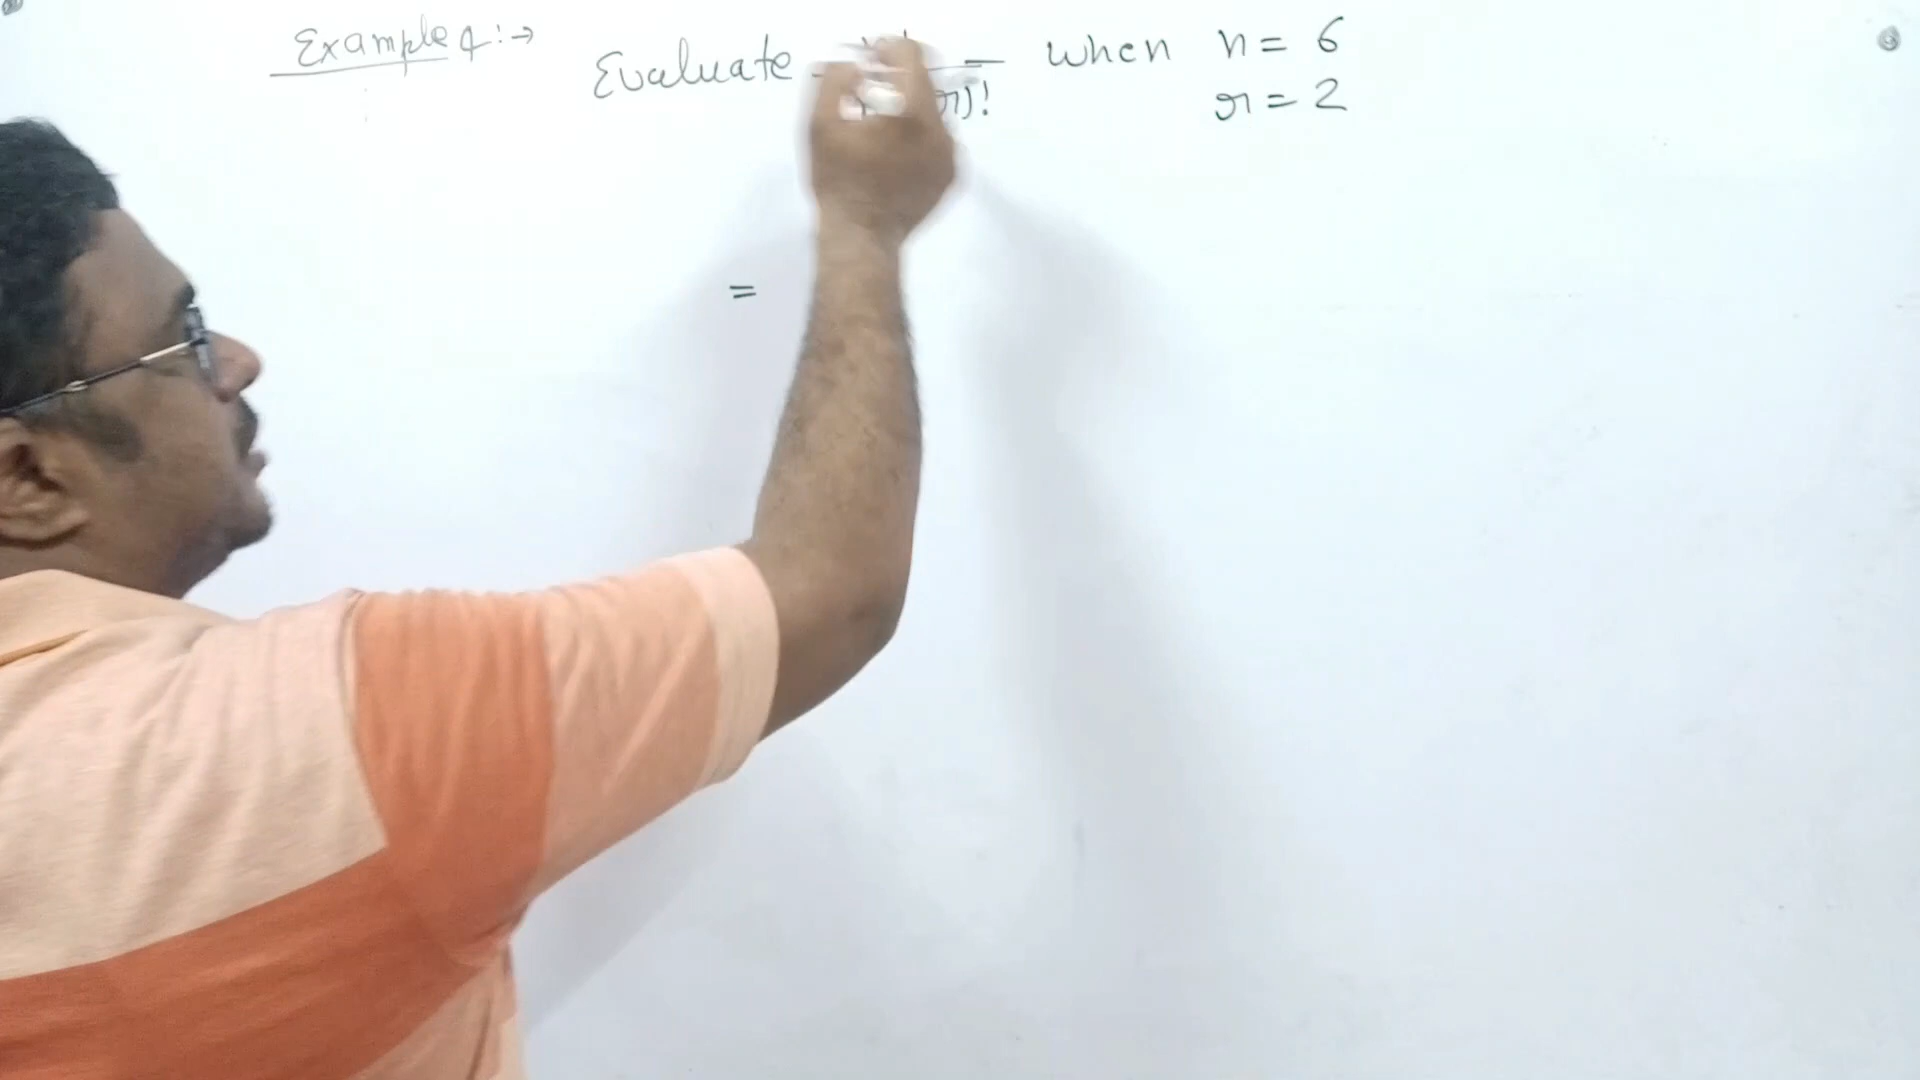 Example 4:→ Evaluate when n = 6
r)! r = 2
=